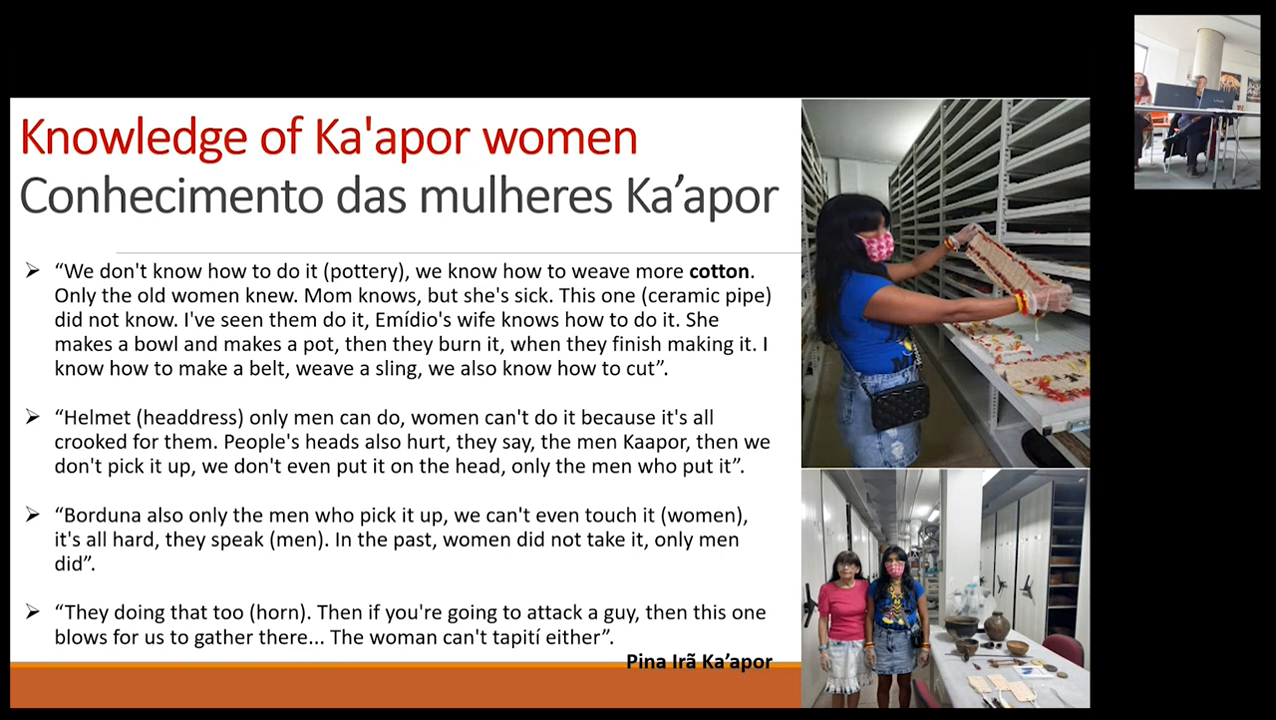 Knowledge of Ka'apor women
Conhecimento das mulheres Ka’apor
➤ “We don't know how to do it (pottery), we know how to weave more cotton.
Only the old women knew. Mom knows, but she's sick. This one (ceramic pipe)
did not know. I've seen them do it, Emídio's wife knows how to do it. She
makes a bowl and makes a pot, then they burn it, when they finish making it. I
know how to make a belt, weave a sling, we also know how to cut”.
➤ “Helmet (headdress) only men can do, women can't do it because it's all
crooked for them. People's heads also hurt, they say, the men Kaapor, then we
don't pick it up, we don't even put it on the head, only the men who put it”.
➤ “Borduna also only the men who pick it up, we can't even touch it (women),
it's all hard, they speak (men). In the past, women did not take it, only men
did”.
➤ “They doing that too (horn). Then if you're going to attack a guy, then this one
blows for us to gather there... The woman can't tapití either”.
Pina Irã Ka’apor